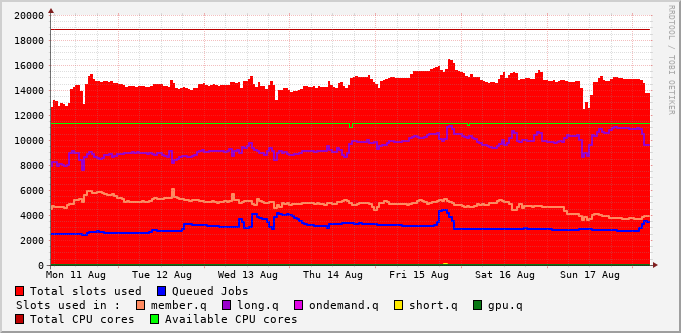 RRDTOOL / TOBI OETIKER
20000
18000
16000
14000
12000
10000
8000
6000
4000
2000
0
Mon 11 Aug Tue 12 Aug Wed 13 Aug Thu 14 Aug Fri 15 Aug Sat 16 Aug Sun 17 Aug
Total slots used Queued Jobs
Slots used in : member.q long.q ondemand.q short.q gpu.q
Total CPU cores Available CPU cores